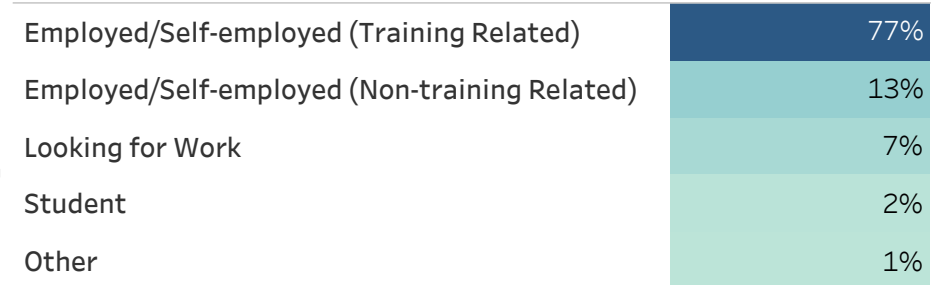 Employed/Self-employed (Training Related) 77%
Employed/Self-employed (Non-training Related) 13%
Looking for Work 7%
Student 2%
Other 1%